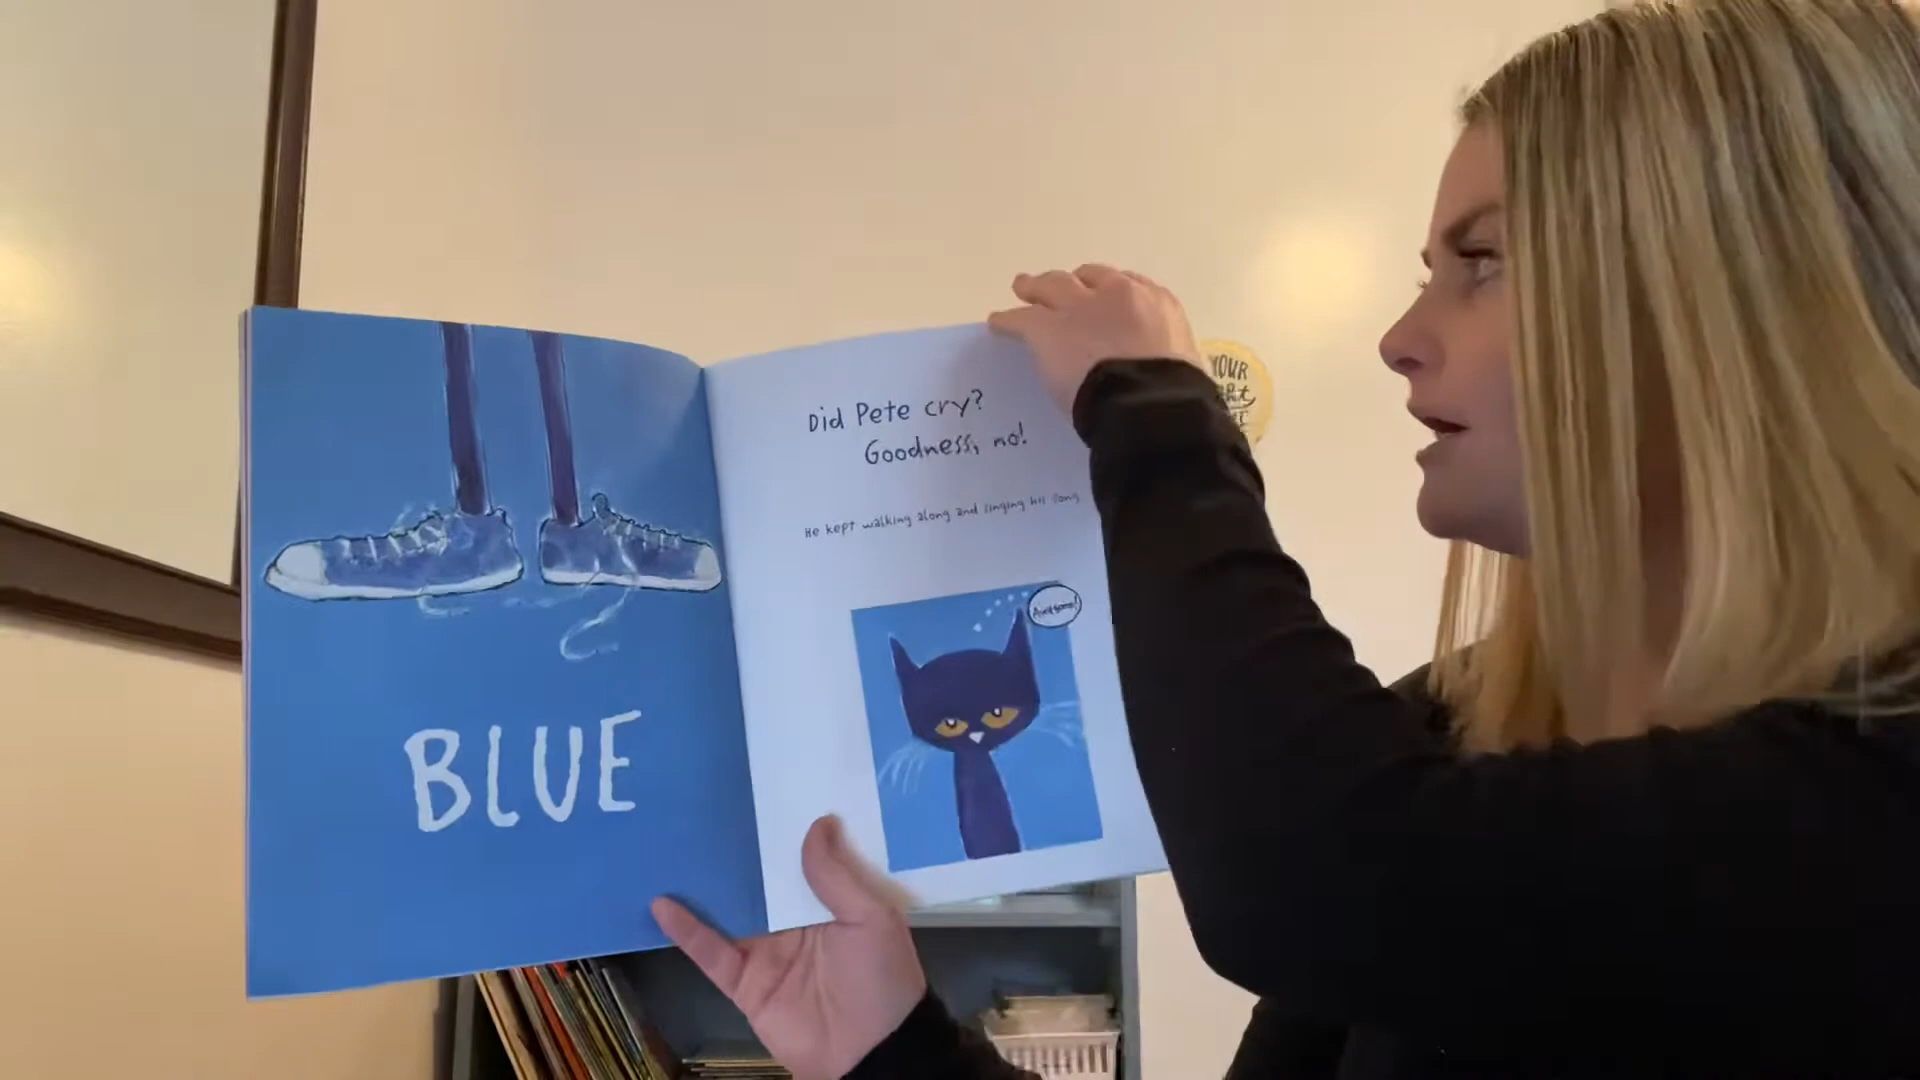 BLUE
Did Pete cry?
Goodness, no!
He kept walking along and singing his song
Awesome!
YOUR